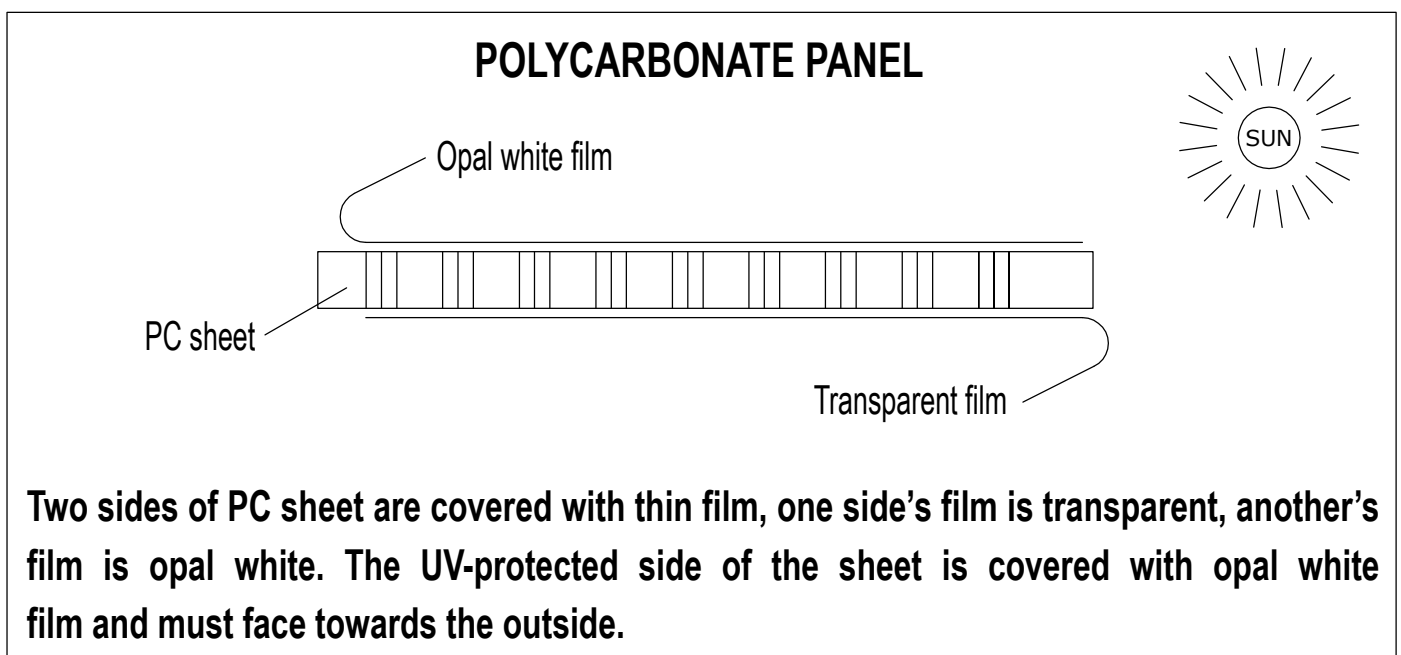 POLYCARBONATE PANEL
SUN
Opal white film
PC sheet
Transparent film
Two sides of PC sheet are covered with thin film, one side’s film is transparent, another’s
film is opal white. The UV-protected side of the sheet is covered with opal white
film and must face towards the outside.